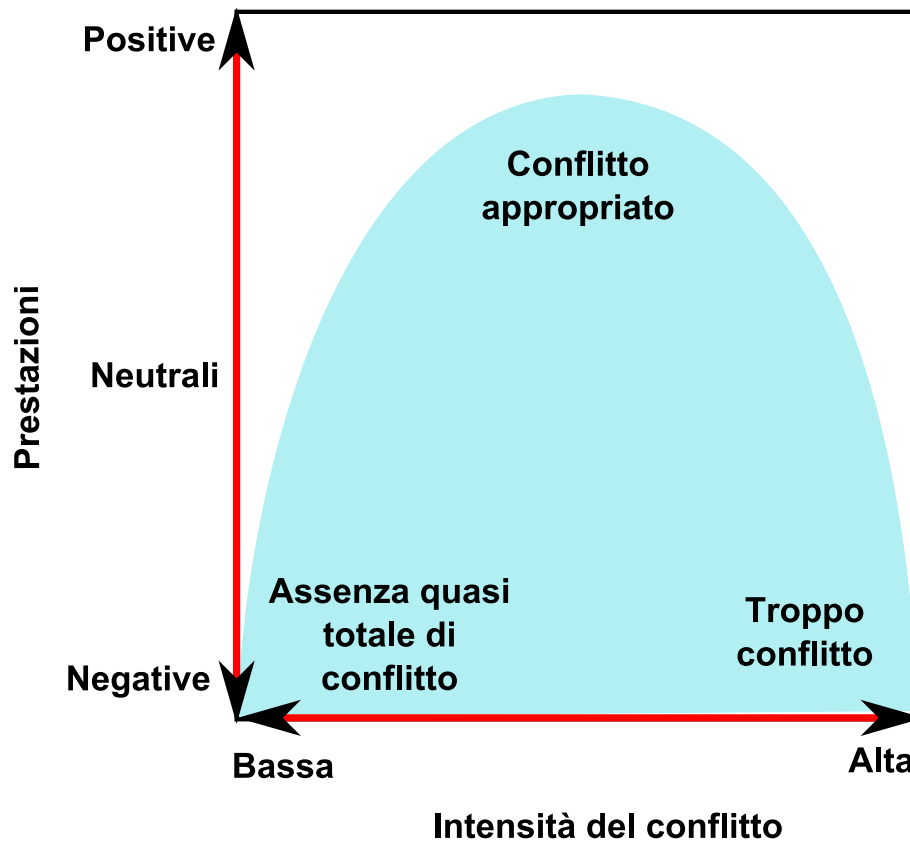 Positive
Conflitto
appropriato
Prestazioni
Neutrali
Assenza quasi
totale di
conflitto
Troppo
conflitto
Negative
Bassa
Alta
Intensità del conflitto